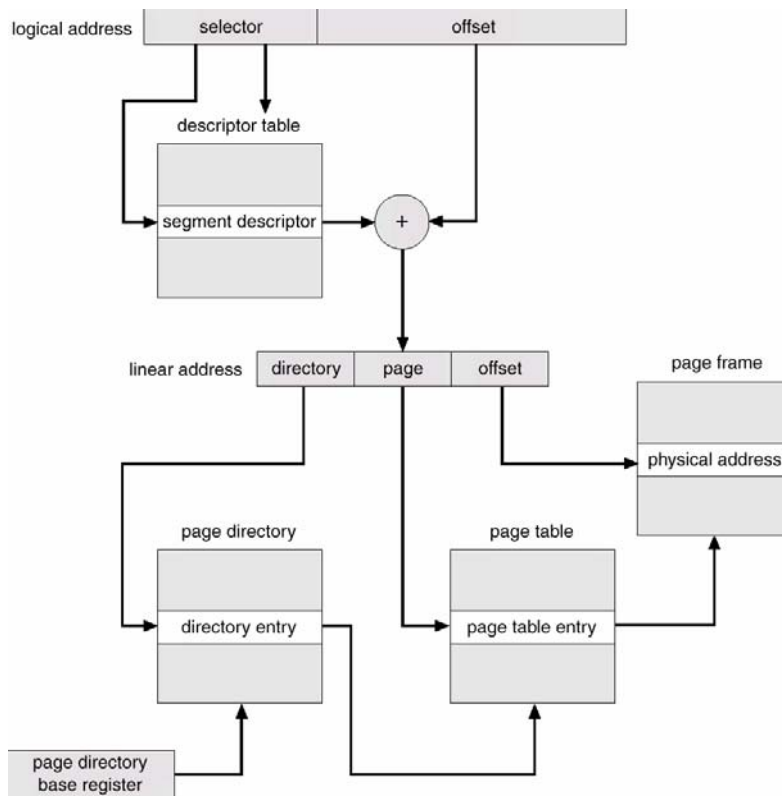 logical address
selector
offset
descriptor table
segment descriptor
+
linear address
directory
page
offset
page frame
physical address
page directory
page table
directory entry
page table entry
page directory
base register